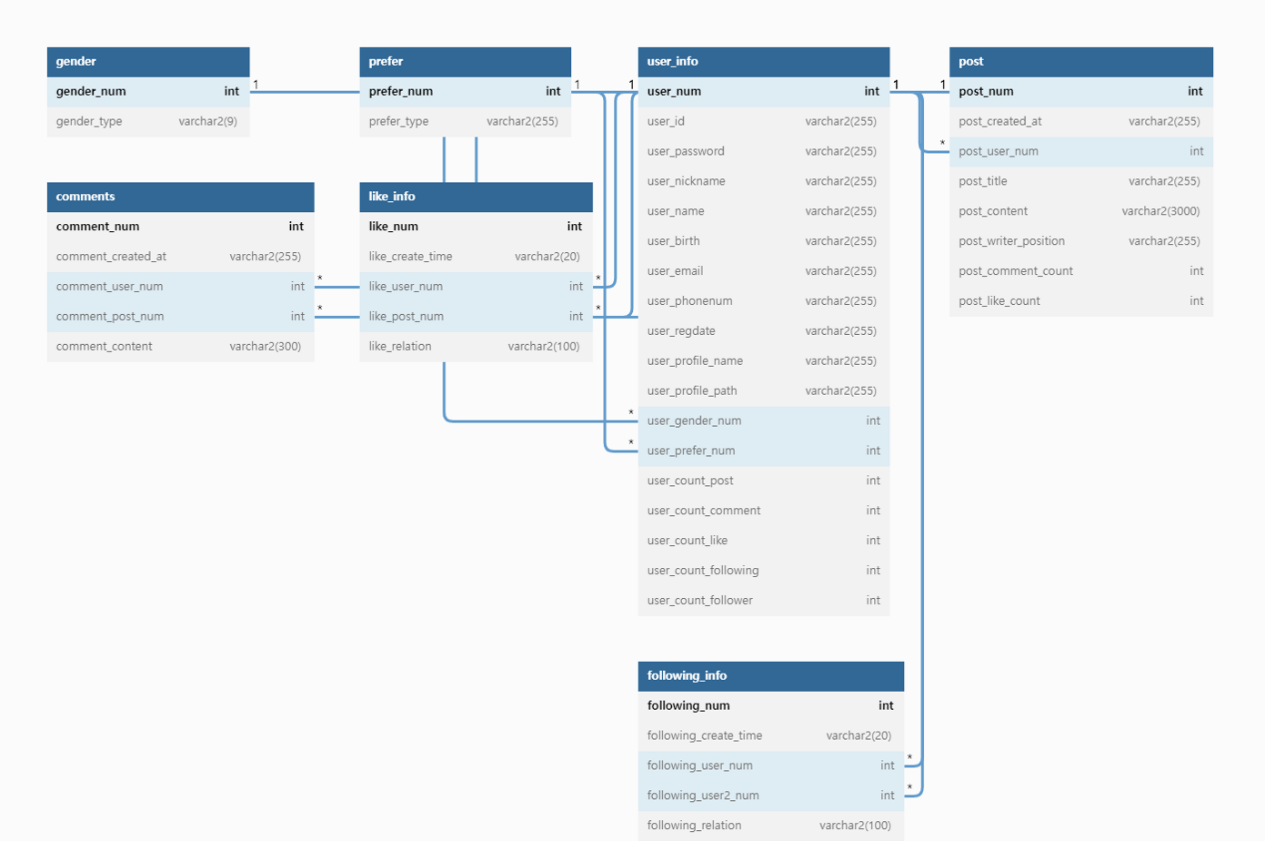 gender
gender_num int
gender_type varchar2(9)
1
prefer
prefer_num int
prefer_type varchar2(255)
1
user_info
1
user_num int
1
user_id varchar2(255)
user_password varchar2(255)
user_nickname varchar2(255)
user_name varchar2(255)
user_birth varchar2(255)
user_email varchar2(255)
user_phonenum varchar2(255)
user_regdate varchar2(255)
user_profile_name varchar2(255)
user_profile_path varchar2(255)
*
user_gender_num int
*
user_prefer_num int
user_count_post int
user_count_comment int
user_count_like int
user_count_following int
user_count_follower int
post
1
post_num int
post_created_at varchar2(255)
*
post_user_num int
post_title varchar2(255)
post_content varchar2(3000)
post_writer_position varchar2(255)
post_comment_count int
post_like_count int
comments
comment_num int
comment_created_at varchar2(255)
comment_user_num int
*
comment_post_num int
*
comment_content varchar2(300)
like_info
like_num int
like_create_time varchar2(20)
like_user_num int
*
like_post_num int
*
like_relation varchar2(100)
following_info
following_num int
following_create_time varchar2(20)
following_user_num int
*
following_user2_num int
*
following_relation varchar2(100)